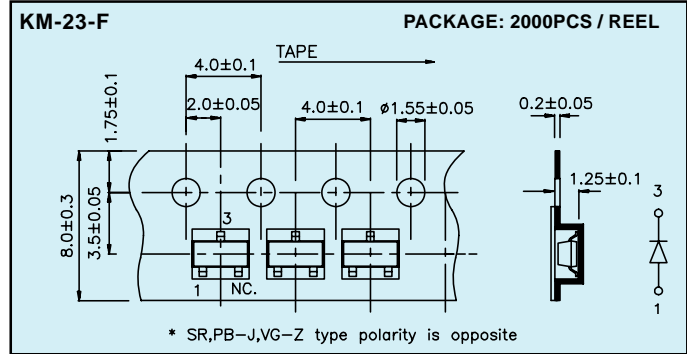 KM-23-F
PACKAGE: 2000PCS / REEL
TAPE
4.0±0.1
2.0±0.05
4.0±0.1
ø1.55±0.05
0.2±0.05
1.75±0.1
1.25±0.1
3
8.0±0.3
3.5±0.05
3
1 NC.
1
* SR,PB-J,VG-Z type polarity is opposite